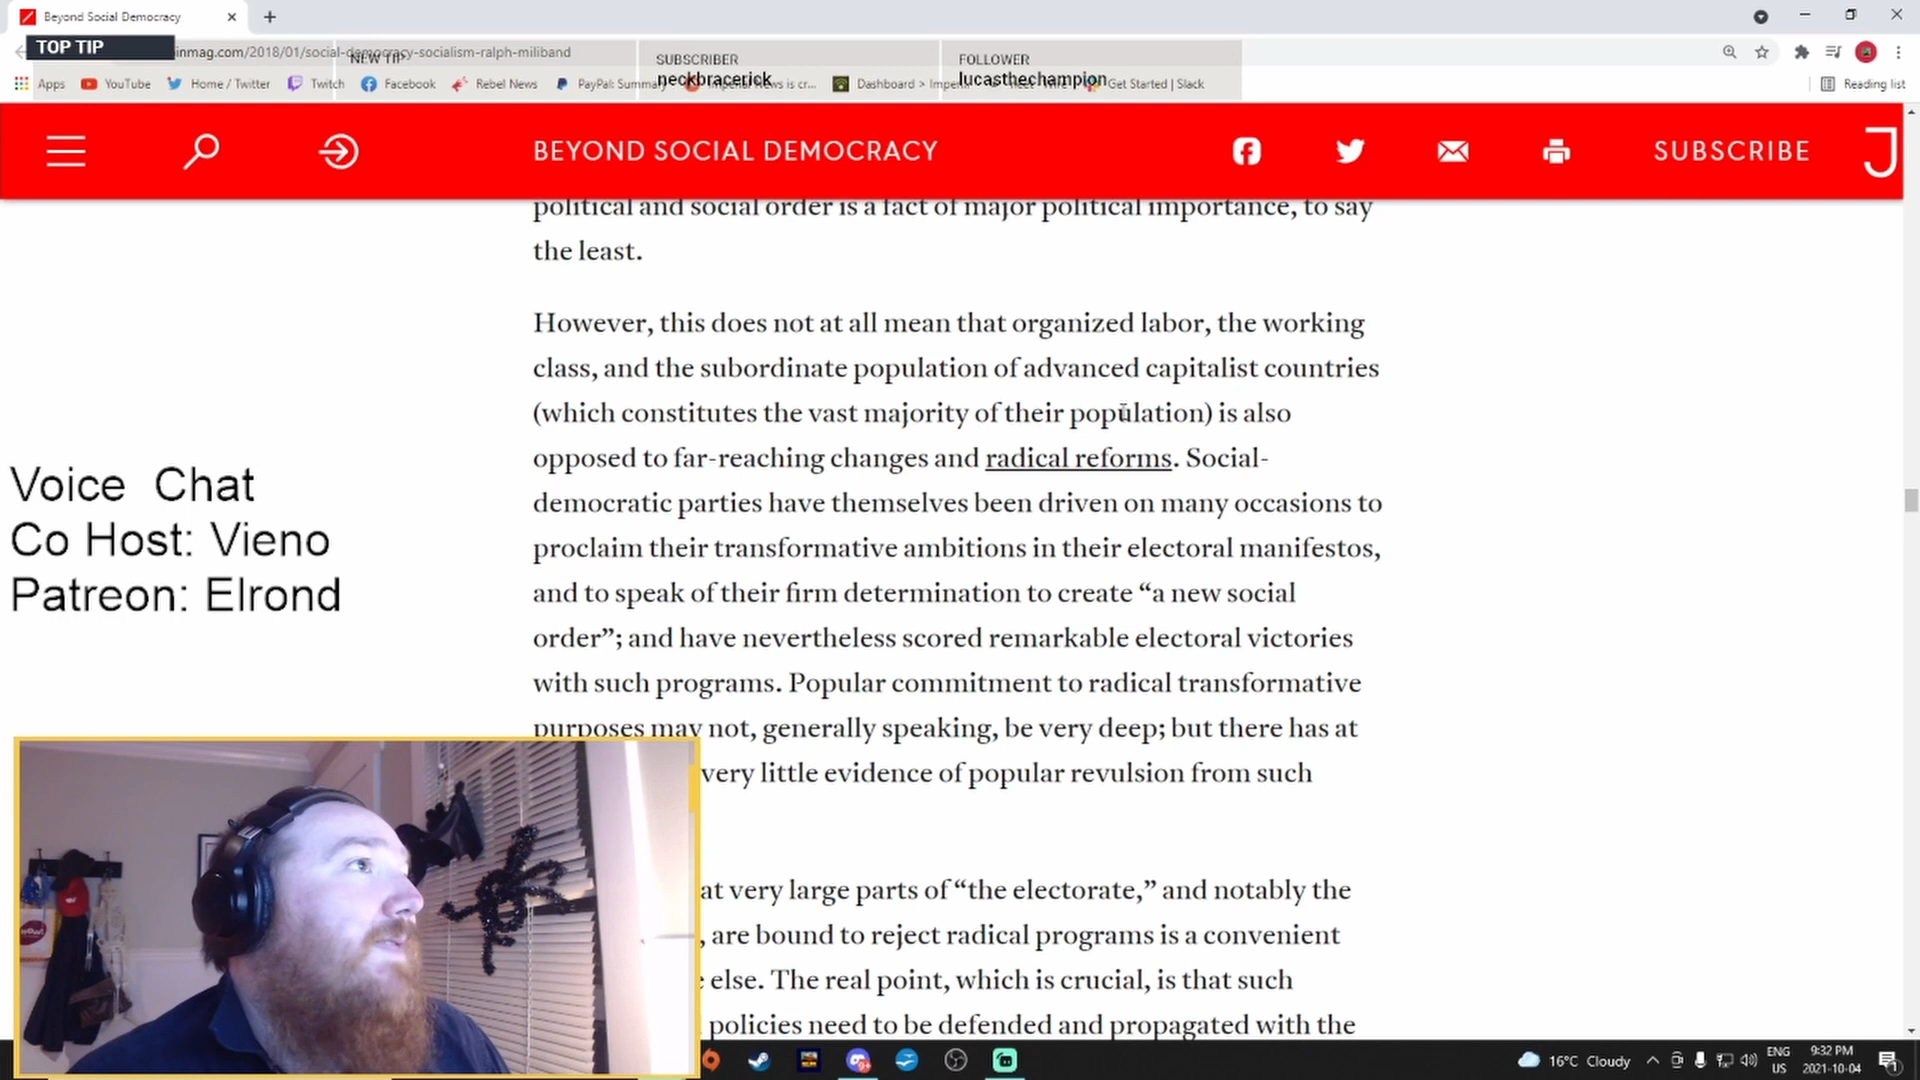 Beyond Social Democracy
TOP TIP
inmag.com/2018/01/social-democracy-socialism-ralph-miliband
NEW TIP
SUBSCRIBER
neckbracerick
FOLLOWER
lucasthechampion
Apps
YouTube
Home / Twitter
Twitch
Facebook
Rebel News
PayPal: Summary
News is cr...
Dashboard > Imper...
Get Started | Slack
Reading list
BEYOND SOCIAL DEMOCRACY
SUBSCRIBE
J
political and social order is a fact of major political importance, to say
the least.
However, this does not at all mean that organized labor, the working
class, and the subordinate population of advanced capitalist countries
(which constitutes the vast majority of their population) is also
opposed to far-reaching changes and radical reforms. Social-
democratic parties have themselves been driven on many occasions to
proclaim their transformative ambitions in their electoral manifestos,
and to speak of their firm determination to create “a new social
order”; and have nevertheless scored remarkable electoral victories
with such programs. Popular commitment to radical transformative
purposes may not, generally speaking, be very deep; but there has at
very little evidence of popular revulsion from such
at very large parts of “the electorate,” and notably the
, are bound to reject radical programs is a convenient
else. The real point, which is crucial, is that such
policies need to be defended and propagated with the
Voice Chat
Co Host: Vieno
Patreon: Elrond
16°C Cloudy
ENG
US
9:32 PM
2021-10-04